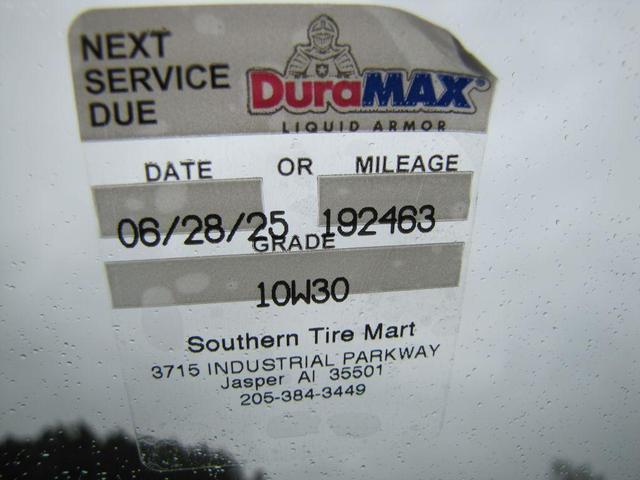 NEXT
SERVICE
DUE
DURAMAX®
LIQUID ARMOR
DATE OR MILEAGE
06/28/25 192463
GRADE
10W30
Southern Tire Mart
3715 INDUSTRIAL PARKWAY
Jasper Al 35501
205-384-3449